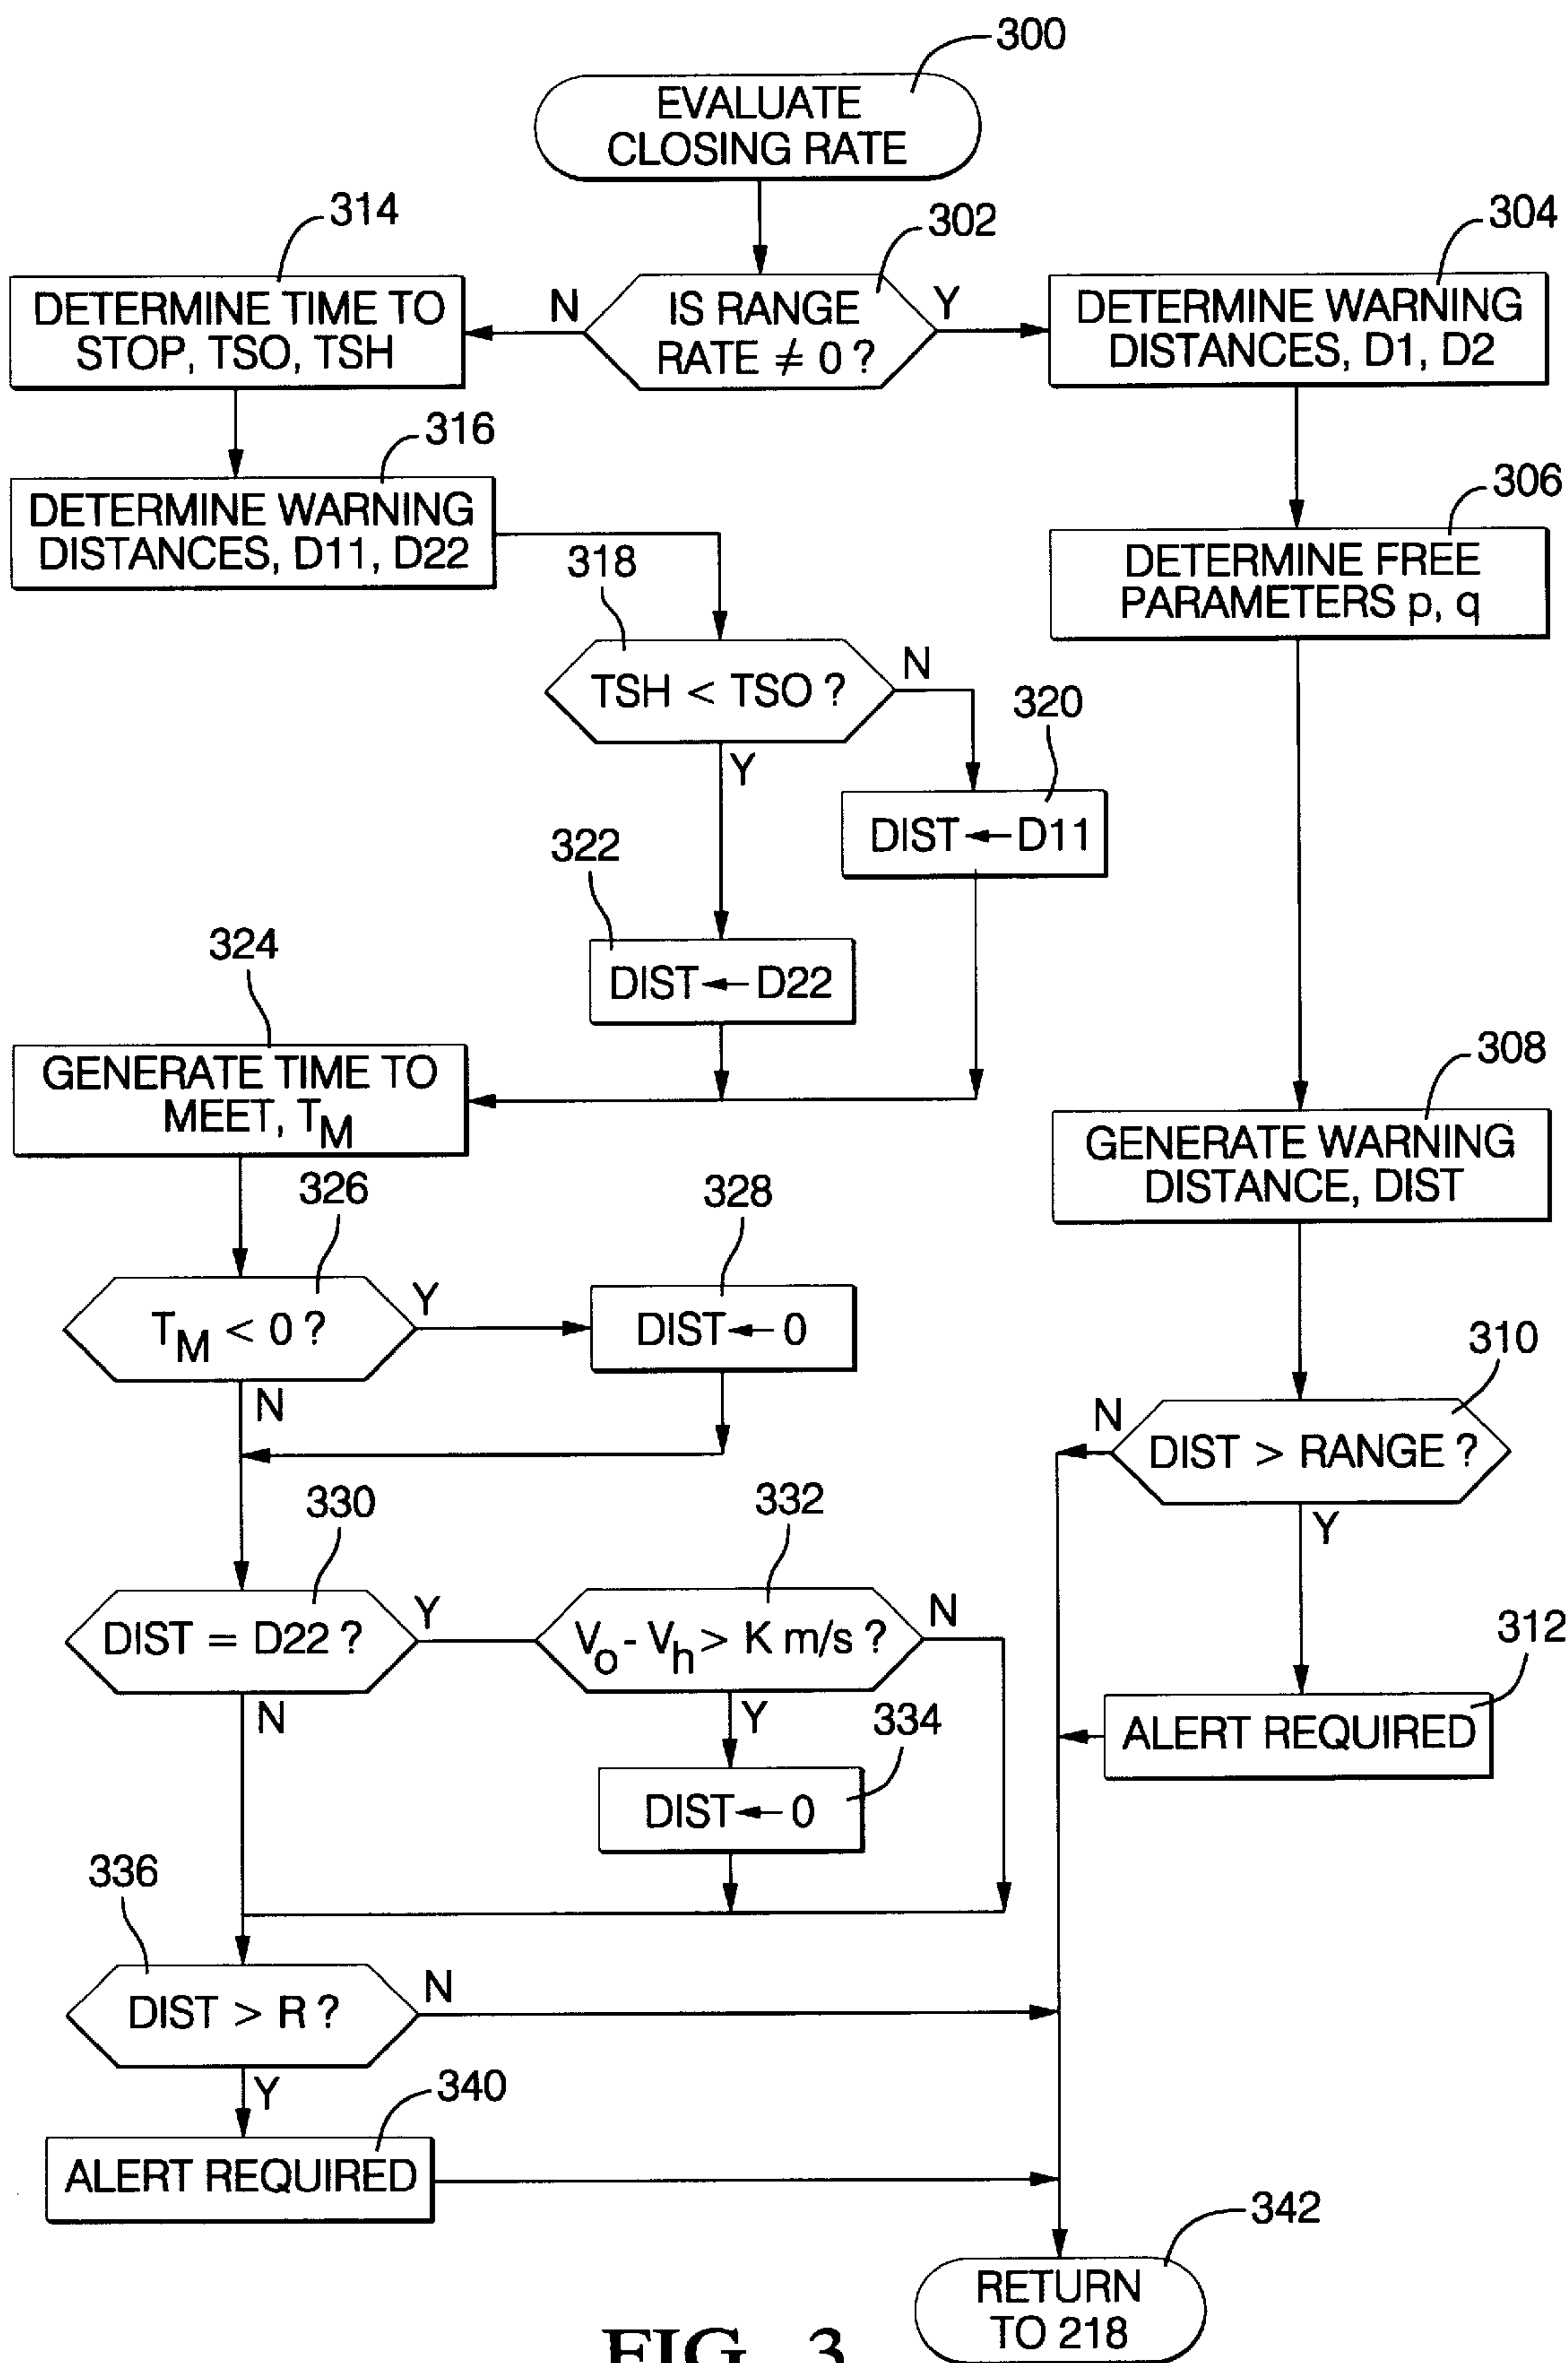 300
EVALUATE
CLOSING RATE
314
302
304
DETERMINE TIME TO
STOP, TSO, TSH
N
IS RANGE
RATE ≠ 0 ?
Y
DETERMINE WARNING
DISTANCES, D1, D2
316
DETERMINE WARNING
DISTANCES, D11, D22
306
DETERMINE FREE
PARAMETERS p, q
318
TSH < TSO ?
N
Y
320
DIST ← D11
322
DIST ← D22
324
GENERATE TIME TO
MEET, TM
308
GENERATE WARNING
DISTANCE, DIST
326
TM < 0 ?
Y
N
328
DIST ← 0
310
N
DIST > RANGE ?
Y
330
DIST = D22 ?
Y
N
332
Vo - Vh > K m/s ?
N
Y
312
ALERT REQUIRED
334
DIST ← 0
336
DIST > R ?
N
Y
340
ALERT REQUIRED
342
RETURN
TO 218
FIG. 3